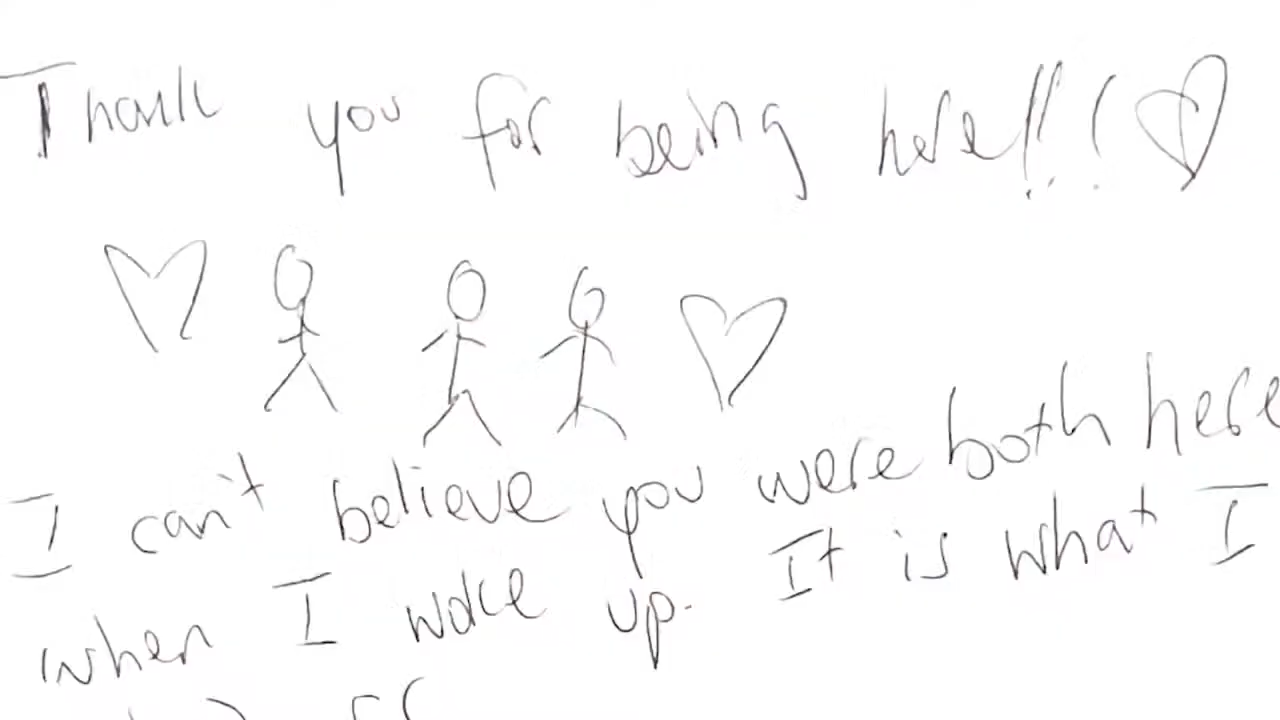 Thank you for being here!!!
I can't believe you were both here
when I woke up. It is what I